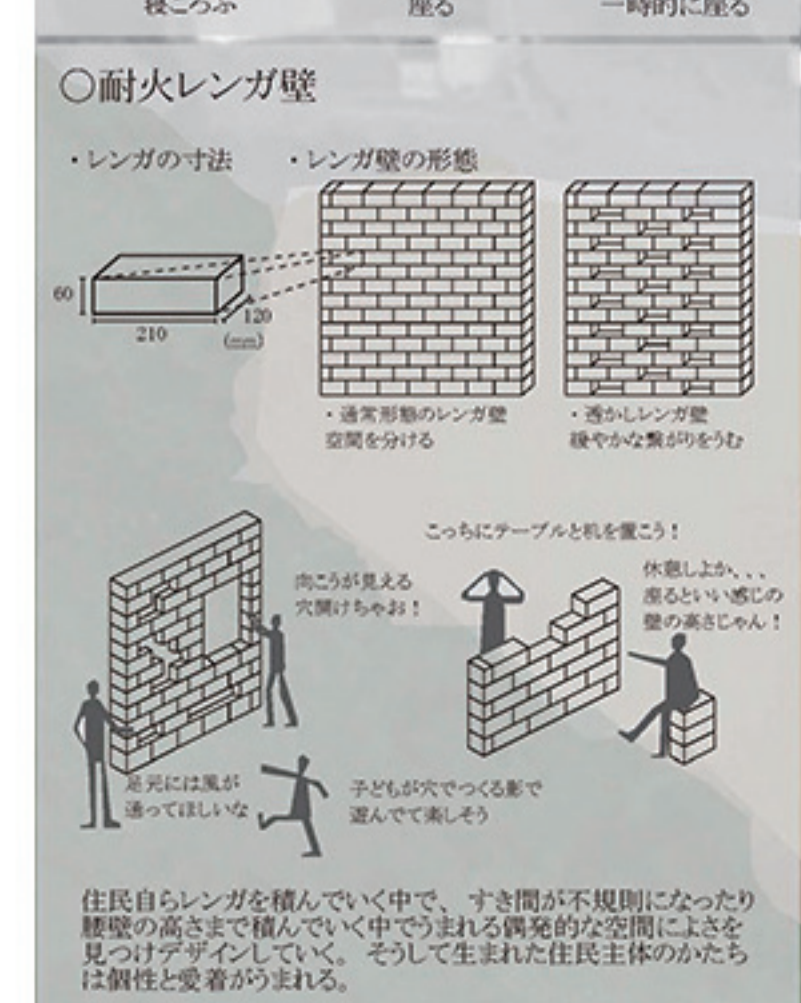 寝ころぶ 座る 一時的に座る
○耐火レンガ壁
・レンガの寸法 ・レンガ壁の形態
60
210
120
(mm)
・通常形態のレンガ壁
空間を分ける
・透かしレンガ壁
緩やかな繋がりをうむ
こっちにテーブルと机を置こう!
向こうが見える
穴開けちゃお!
休憩しよか、、、
座るといい感じの
壁の高さじゃん!
足元には風が
通ってほしいな
子どもが穴でつくる影で
遊んでて楽しそう
住民自らレンガを積んでいく中で、すき間が不規則になったり
腰壁の高さまで積んでいく中でうまれる偶発的な空間によさを
見つけデザインしていく。そうして生まれた住民主体のかたち
は個性と愛着がうまれる。